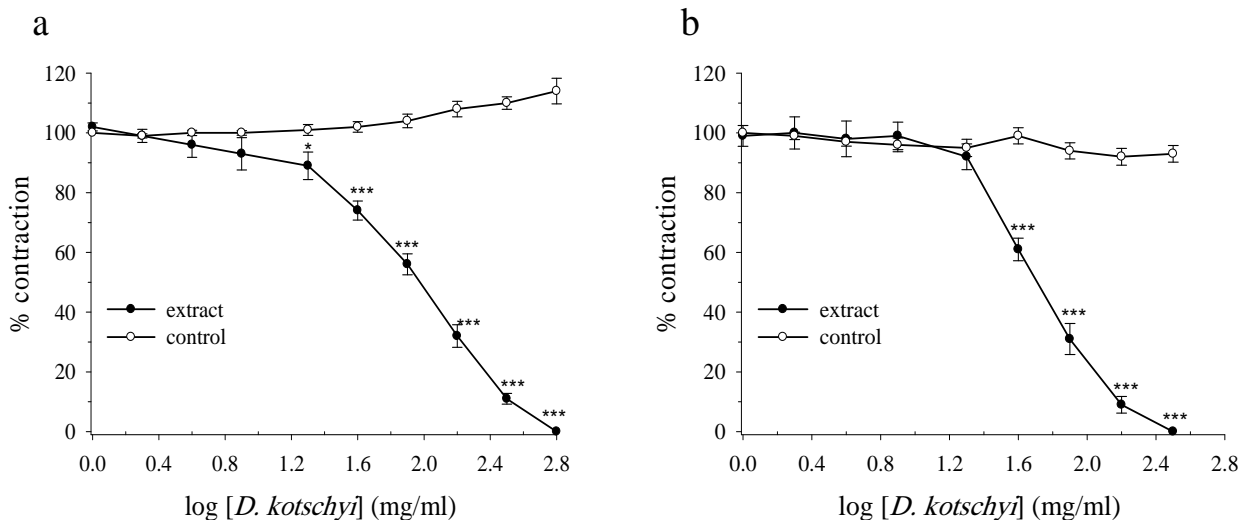 a
120
100
80
60
40
20
0
% contraction
*
***
***
***
***
***
extract
control
0.0 0.4 0.8 1.2 1.6 2.0 2.4 2.8
log [D. kotschyi] (mg/ml)
b
120
100
80
60
40
20
0
% contraction
***
***
***
***
extract
control
0.0 0.4 0.8 1.2 1.6 2.0 2.4 2.8
log [D. kotschyi] (mg/ml)